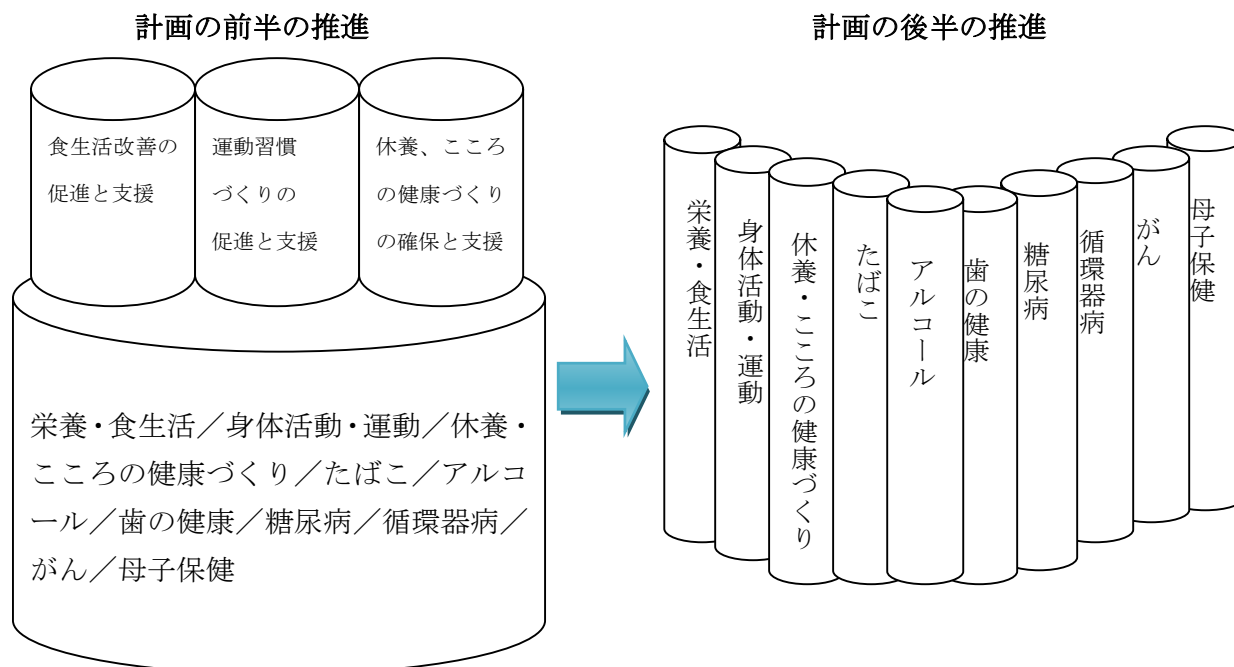 計画の前半の推進
食生活改善の
促進と支援
運動習慣
づくりの
促進と支援
休養、こころ
の健康づくり
の確保と支援
栄養・食生活／身体活動・運動／休養・
こころの健康づくり／たばこ／アルコ
ール／歯の健康／糖尿病／循環器病／
がん／母子保健
計画の後半の推進
栄養・食生活
身体活動・運動
休養・こころの健康づくり
たばこ
アルコール
歯の健康
糖尿病
循環器病
がん
母子保健